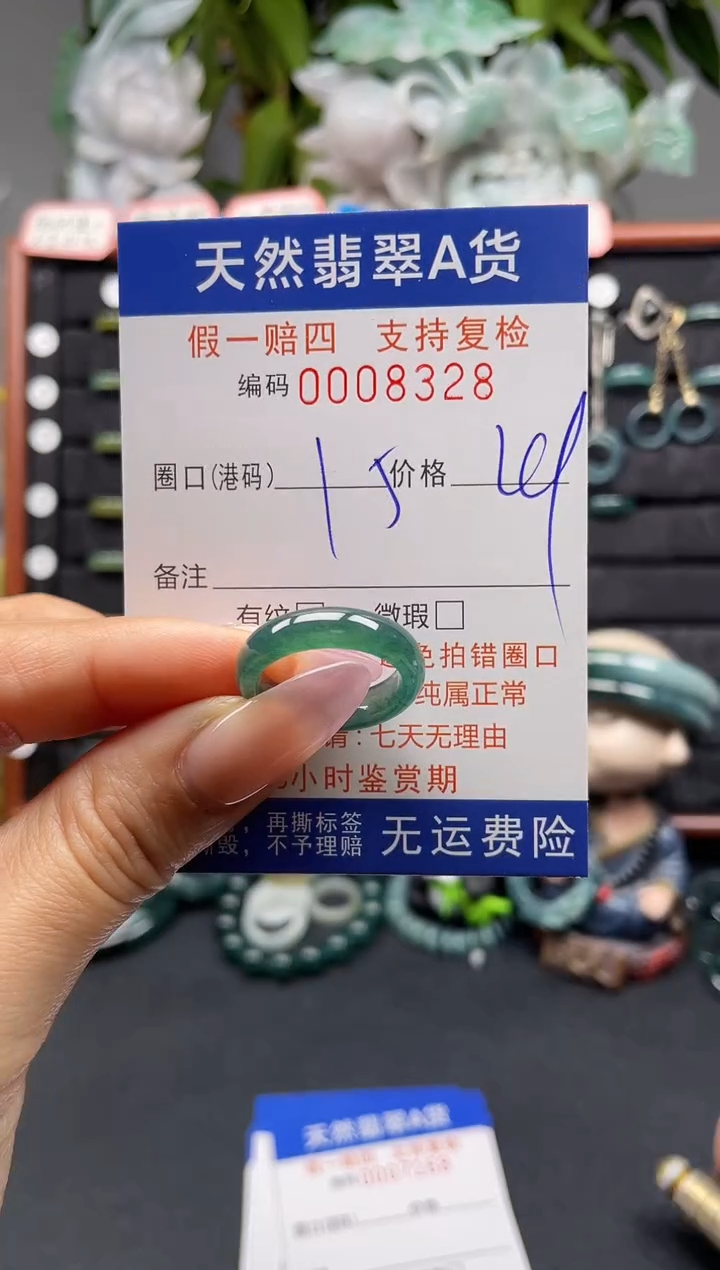 天然翡翠A货
假一赔四 支持复检
编码 0008328
圈口(港码) 15 价格
备注
有纹 微瑕
免拍错圈口
纯属正常
请：七天无理由
小时鉴赏期
，再撕标签
毁，不予理赔
无运费险
天然翡翠A货